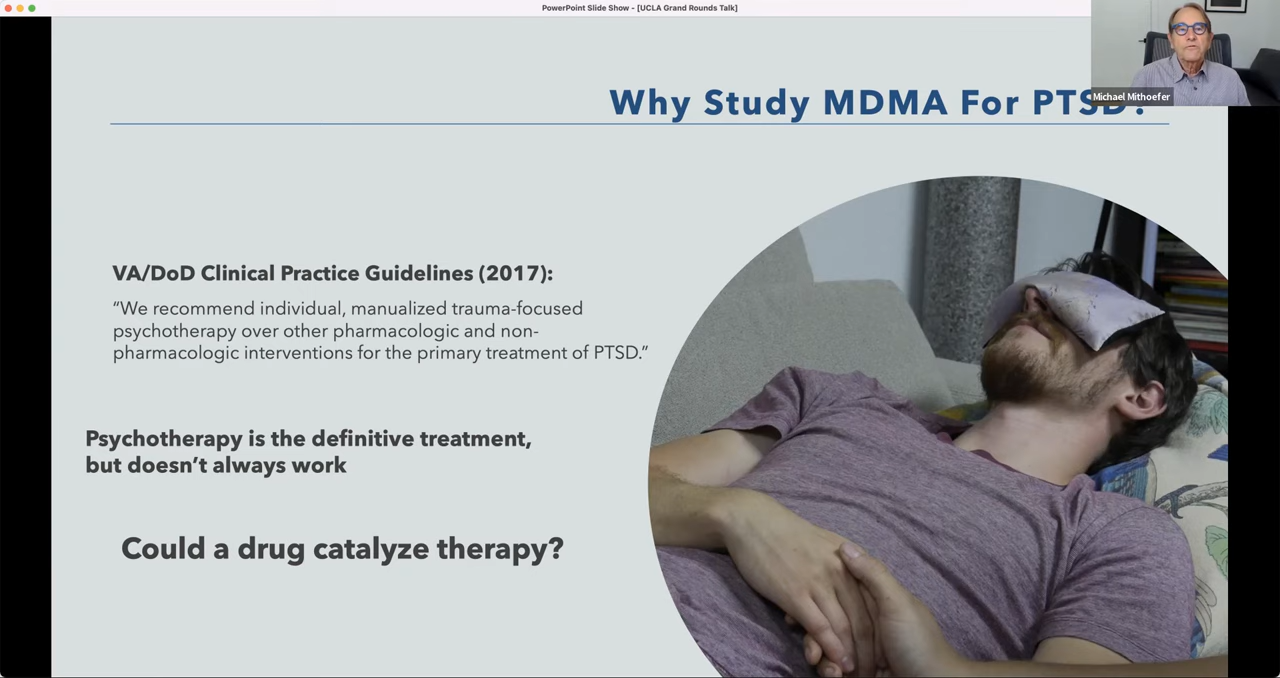 PowerPoint Slide Show - [UCLA Grand Rounds Talk]
Michael Mithoefer
Why Study MDMA For PTSD?
VA/DoD Clinical Practice Guidelines (2017):
“We recommend individual, manualized trauma-focused
psychotherapy over other pharmacologic and non-
pharmacologic interventions for the primary treatment of PTSD.”
Psychotherapy is the definitive treatment,
but doesn’t always work
Could a drug catalyze therapy?